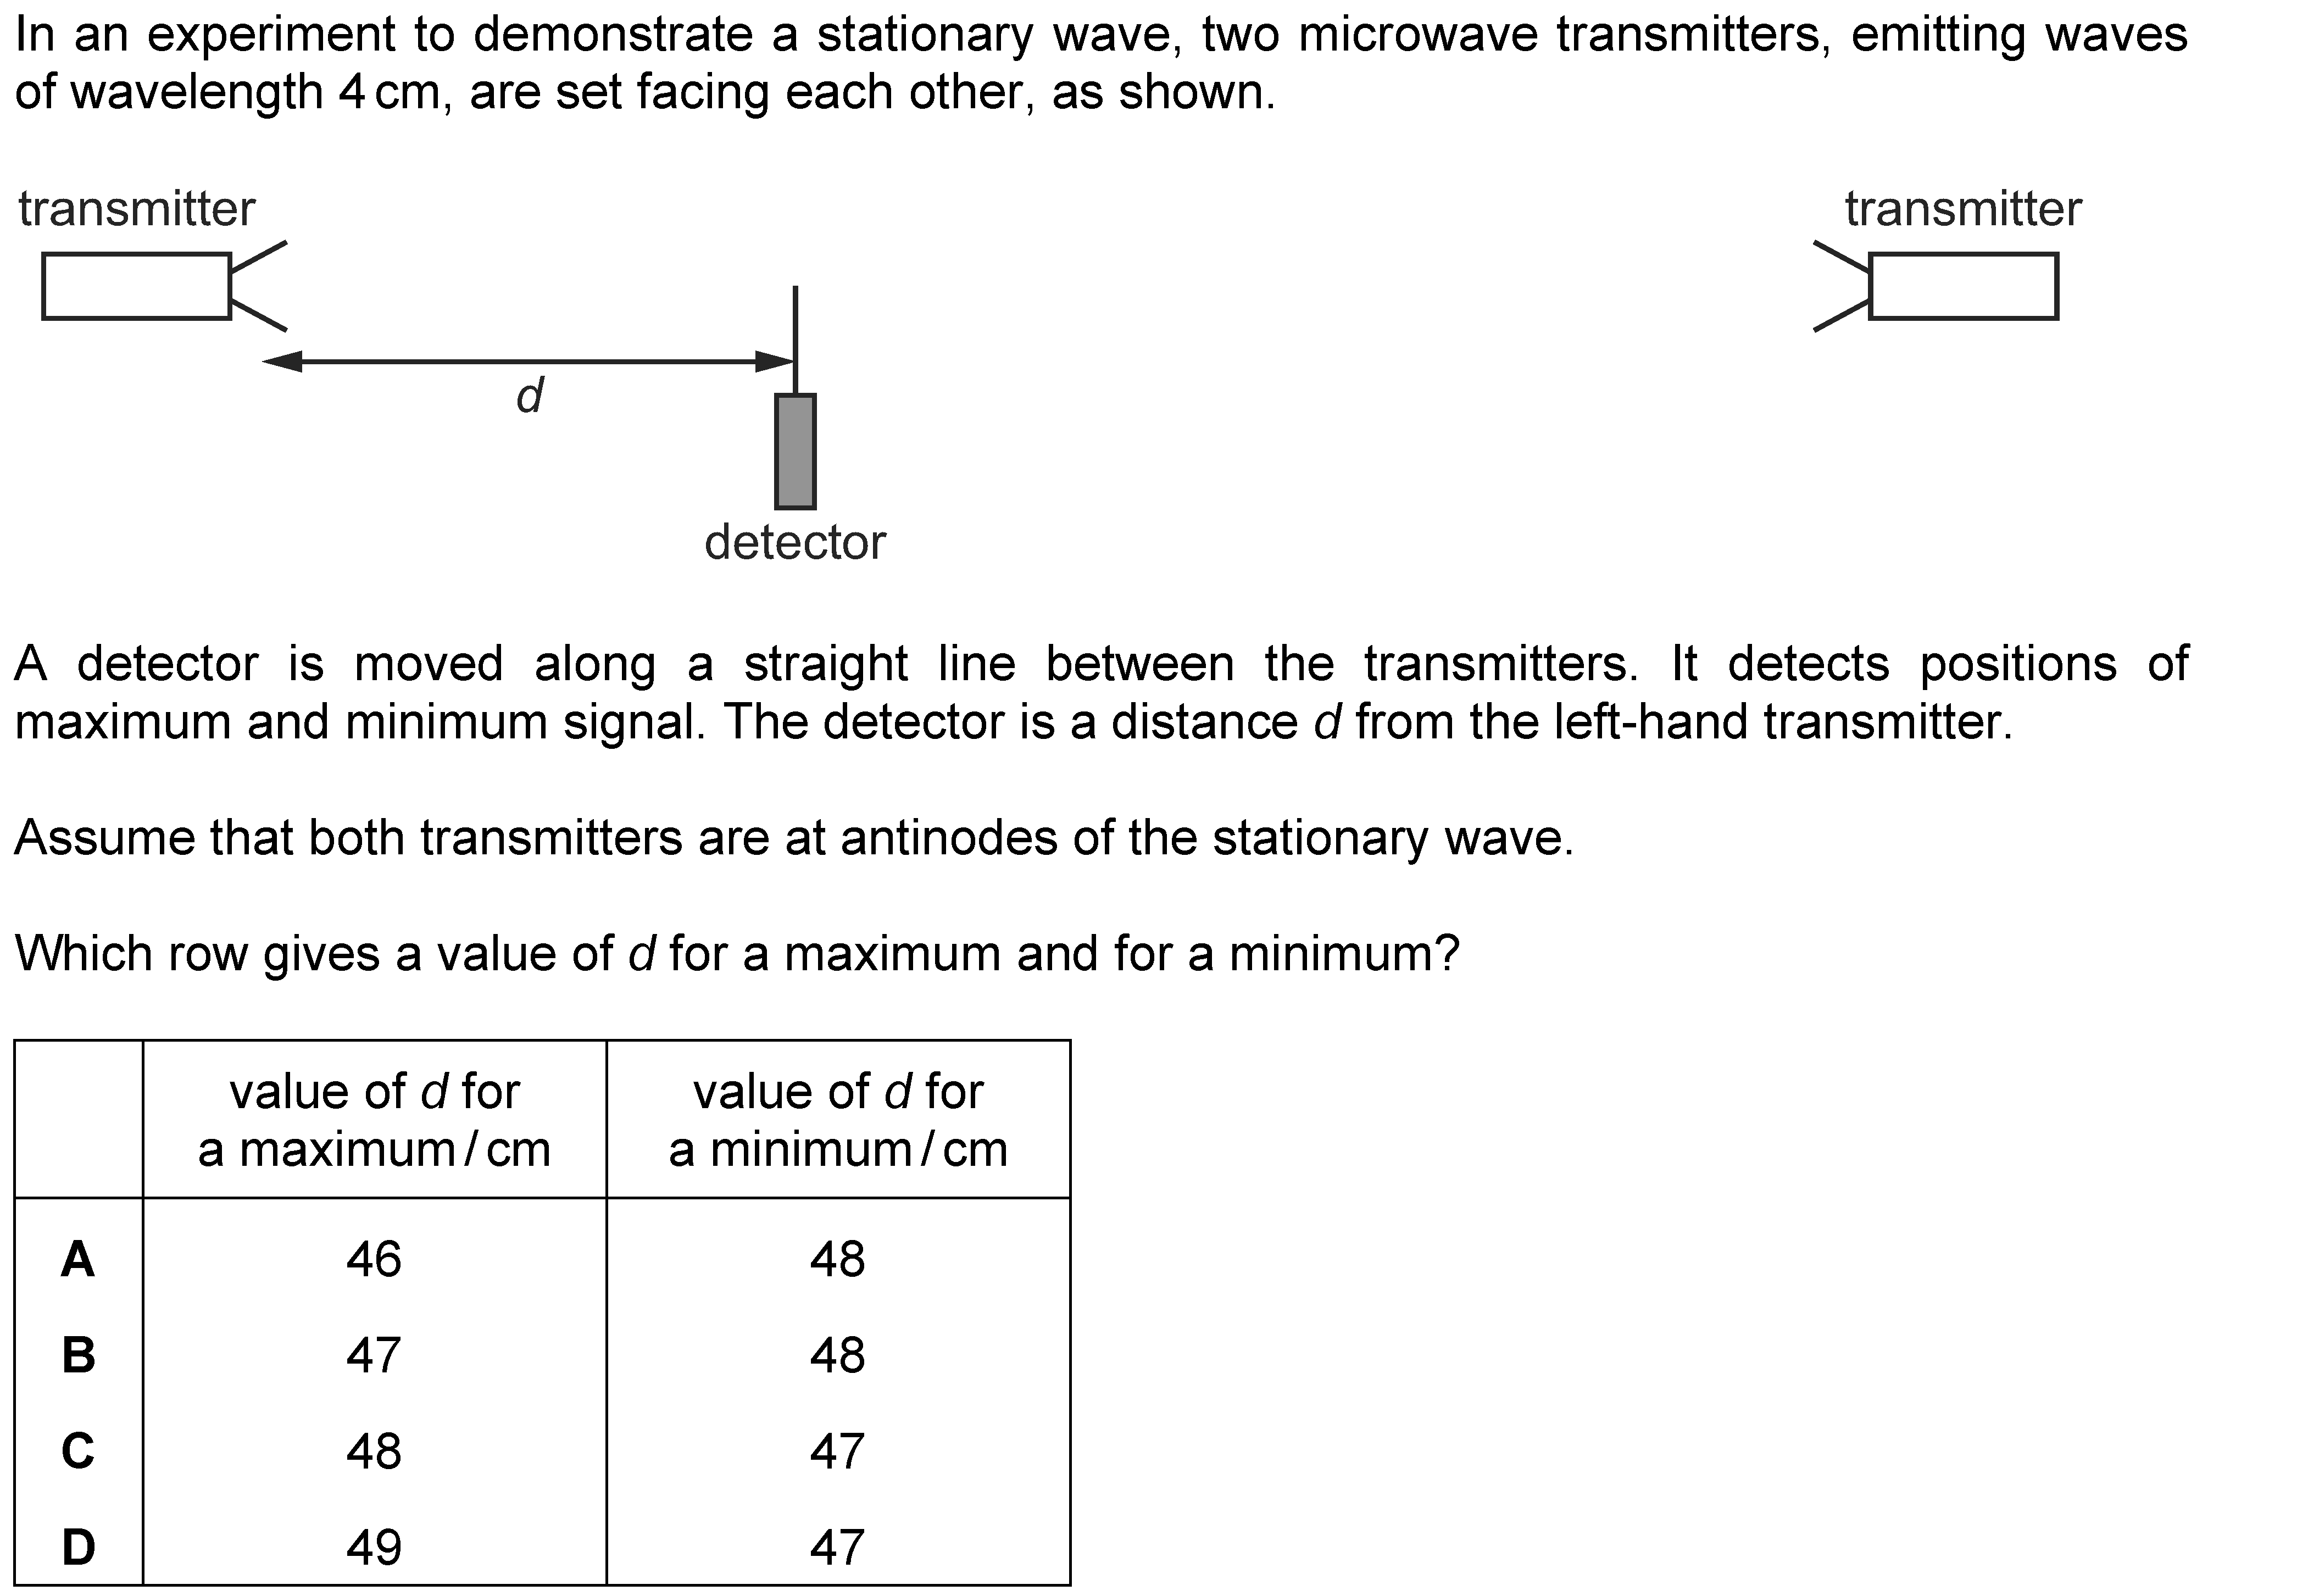 In an experiment to demonstrate a stationary wave, two microwave transmitters, emitting waves
of wavelength 4 cm, are set facing each other, as shown.
transmitter
transmitter
d
detector
A detector is moved along a straight line between the transmitters. It detects positions of
maximum and minimum signal. The detector is a distance d from the left-hand transmitter.
Assume that both transmitters are at antinodes of the stationary wave.
Which row gives a value of d for a maximum and for a minimum?
value of d for
a maximum / cm
value of d for
a minimum / cm
A 46 48
B 47 48
C 48 47
D 49 47